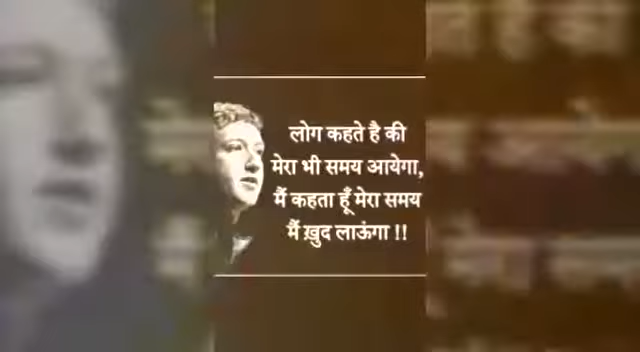 लोग कहते है की
मेरा भी समय आयेगा,
मैं कहता हूँ मेरा समय
मैं ख़ुद लाऊंगा !!